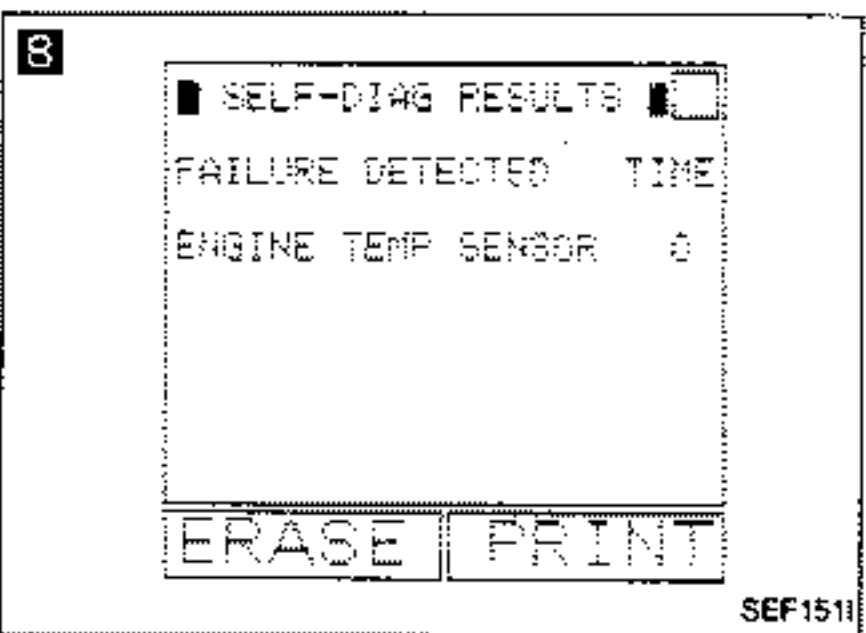 8
SELF-DIAG RESULTS
FAILURE DETECTED TIME
ENGINE TEMP SENSOR 0
ERASE PRINT
SEF151I